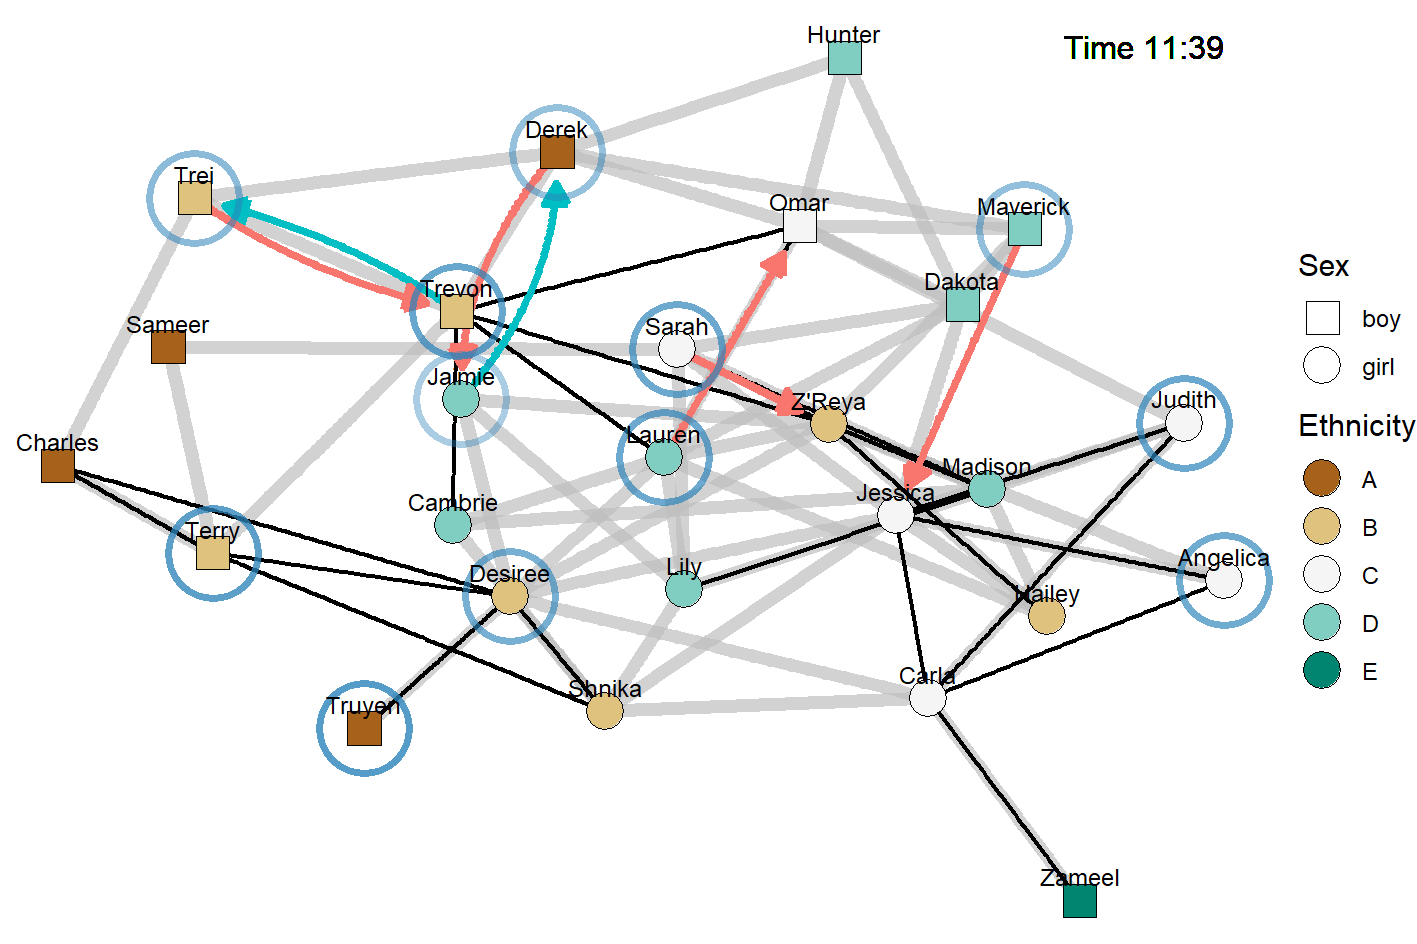 Hunter
Time 11:39
Derek
Trei
Omar
Maverick
Sex
Trevon
Dakota
boy
Sameer
Sarah
girl
Jaimie
Z'Reya
Judith
Ethnicity
Charles
Lauren
Madison
A
Jessica
Cambrie
B
Terry
Angelica
C
Desiree
Lily
Hailey
D
Carla
E
Shnika
Truyen
Zameel